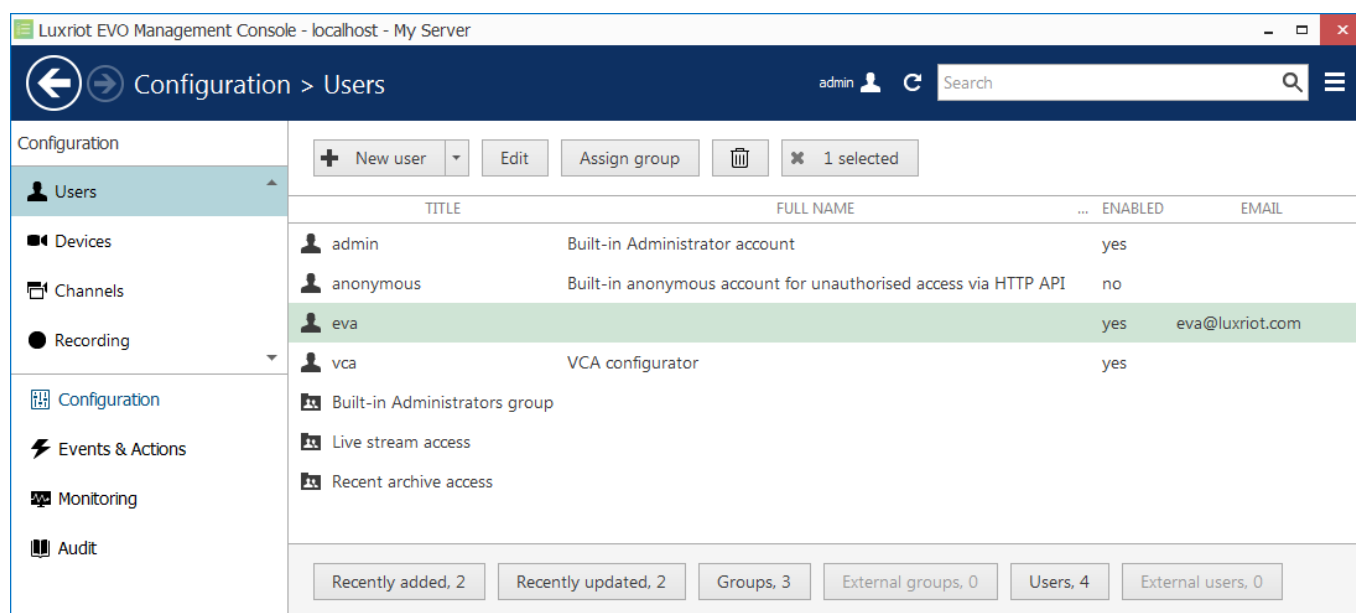 Luxriot EVO Management Console - localhost - My Server
Configuration > Users
admin
Search
Configuration
New user
Edit
Assign group
1 selected
Users
Devices
Channels
Recording
Configuration
Events & Actions
Monitoring
Audit
TITLE FULL NAME ... ENABLED EMAIL
admin Built-in Administrator account yes
anonymous Built-in anonymous account for unauthorised access via HTTP API no
eva yes eva@luxriot.com
vca VCA configurator yes
Built-in Administrators group
Live stream access
Recent archive access
Recently added, 2
Recently updated, 2
Groups, 3
External groups, 0
Users, 4
External users, 0